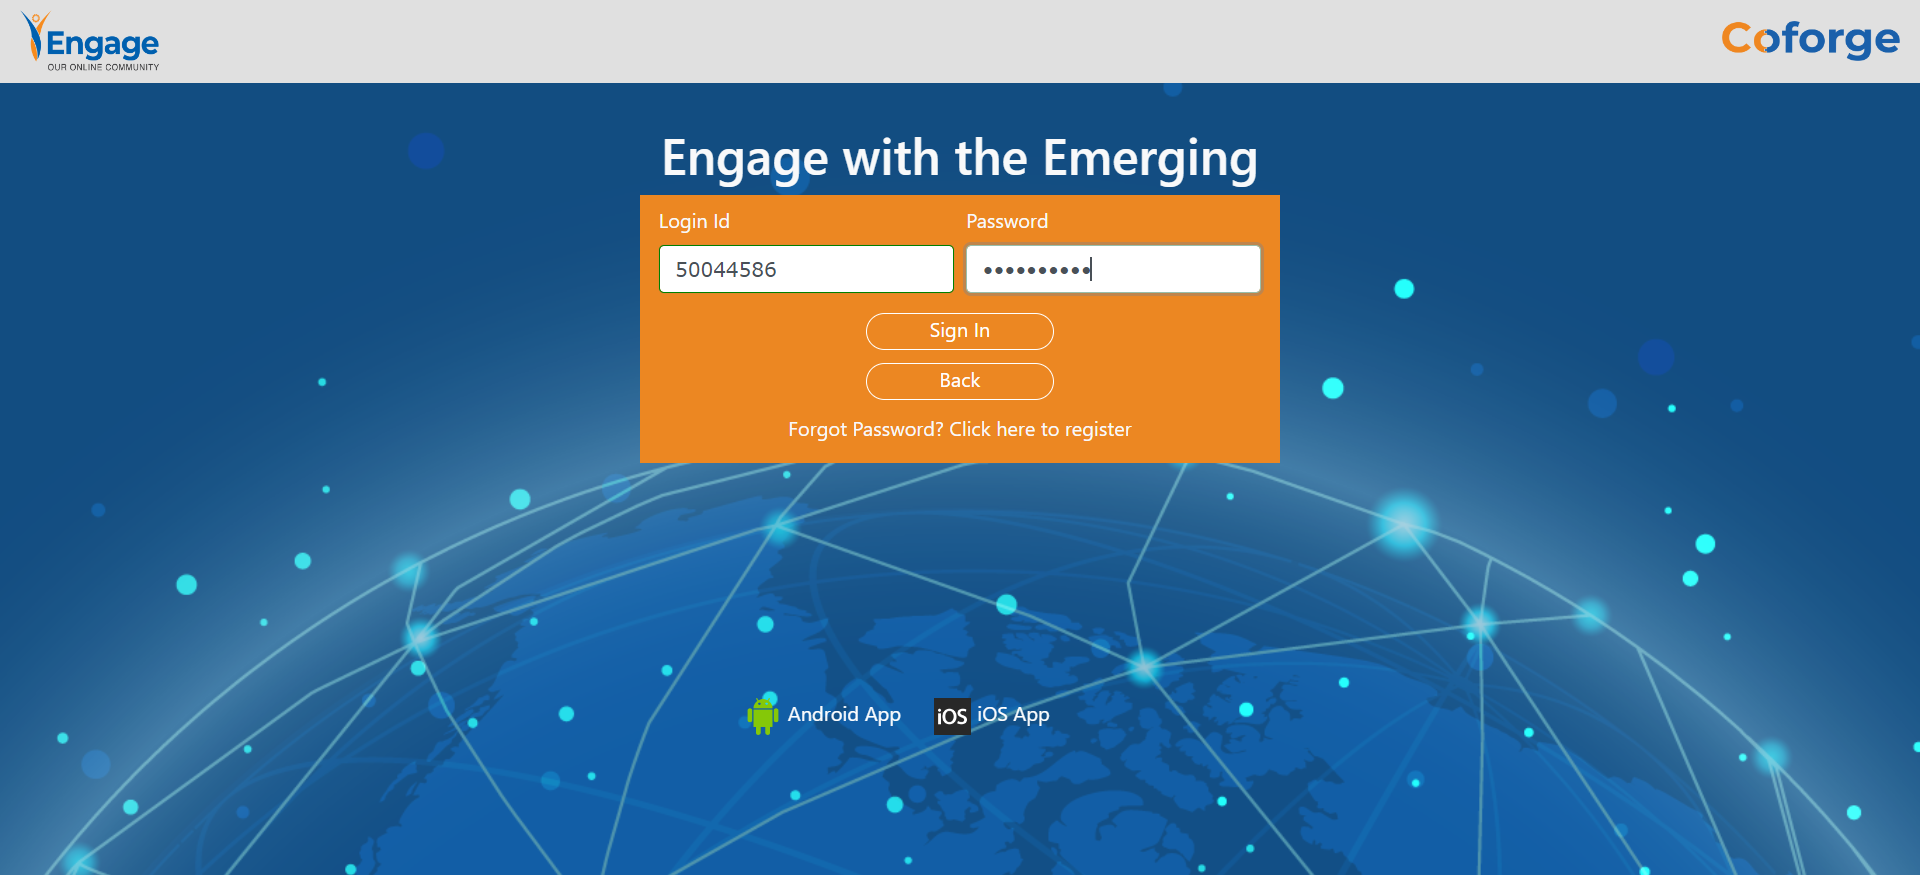 Engage
OUR ONLINE COMMUNITY
Coforge
Engage with the Emerging
Login Id
Password
50044586
••••••••••
Sign In
Back
Forgot Password? Click here to register
Android App
iOS
iOS App